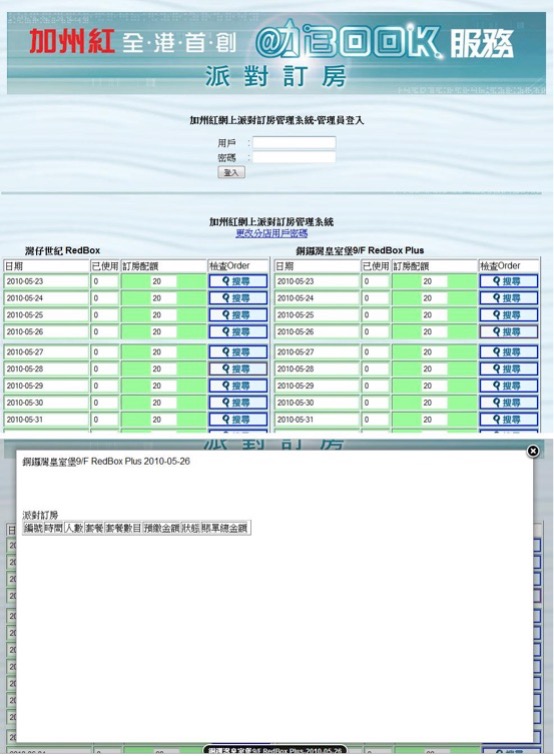 加州紅 全·港·首·創 @BOOK 服務
派對訂房
加州紅網上派對訂房管理系統-管理員登入
用戶 :
密碼 :
登入
加州紅網上派對訂房管理系統
更改分店用戶密碼
灣仔世紀 RedBox 銅鑼灣皇室堡9/F RedBox Plus
日期 已使用 訂房配額 檢查Order 日期 已使用 訂房配額 檢查Order
2010-05-23 0 20 搜尋 2010-05-23 0 20 搜尋
2010-05-24 0 20 搜尋 2010-05-24 0 20 搜尋
2010-05-25 0 20 搜尋 2010-05-25 0 20 搜尋
2010-05-26 0 20 搜尋 2010-05-26 0 20 搜尋
2010-05-27 0 20 搜尋 2010-05-27 0 20 搜尋
2010-05-28 0 20 搜尋 2010-05-28 0 20 搜尋
2010-05-29 0 20 搜尋 2010-05-29 0 20 搜尋
2010-05-30 0 20 搜尋 2010-05-30 0 20 搜尋
2010-05-31 0 20 搜尋 2010-05-31 0 20 搜尋
派對訂房
銅鑼灣皇室堡9/F RedBox Plus 2010-05-26
派對訂房
編號 時間 人數 套餐 套餐數目 預繳金額 狀態 賬單總金額
銅鑼灣皇室堡9/F RedBox Plus 2010-05-26